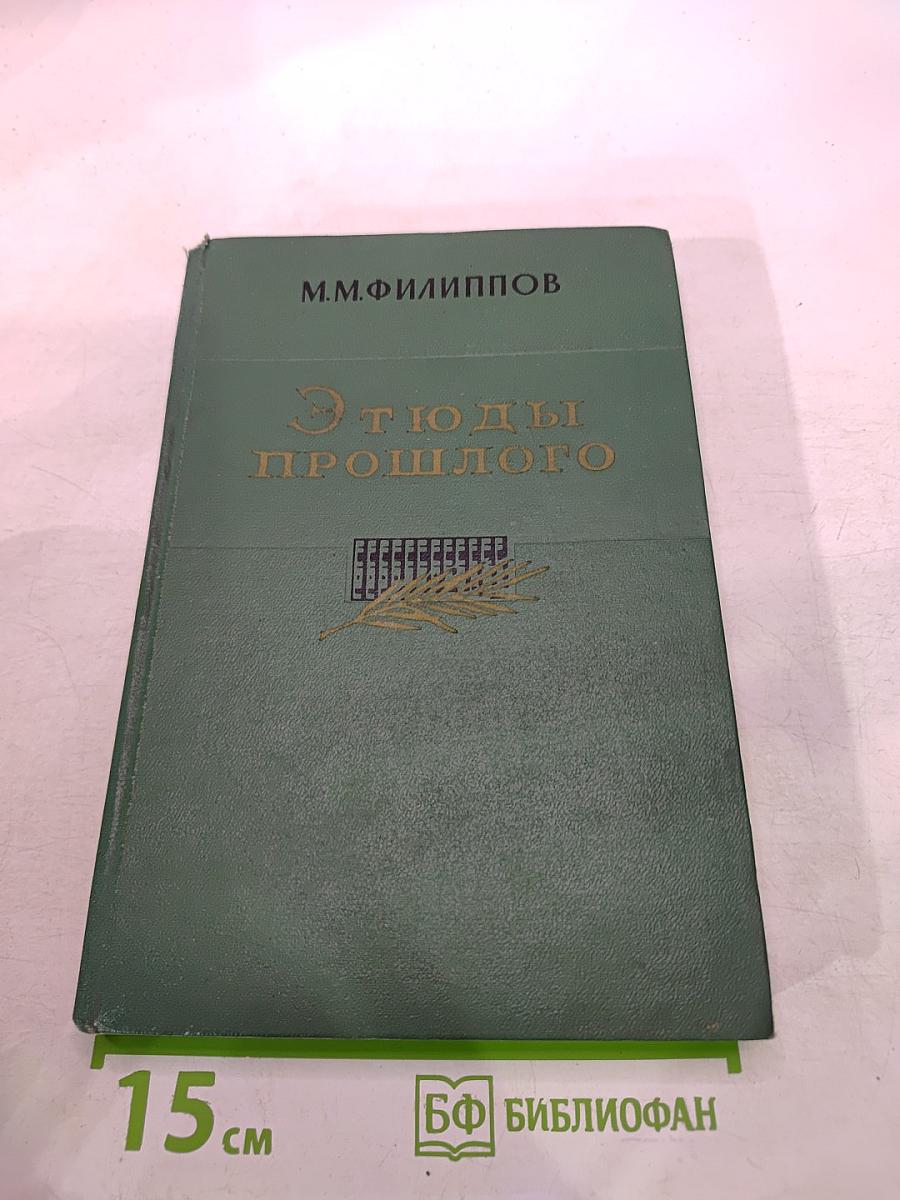 М.М.ФИЛИППОВ
Этюды
прошлого
15 см
БФ БИБЛИОФАН